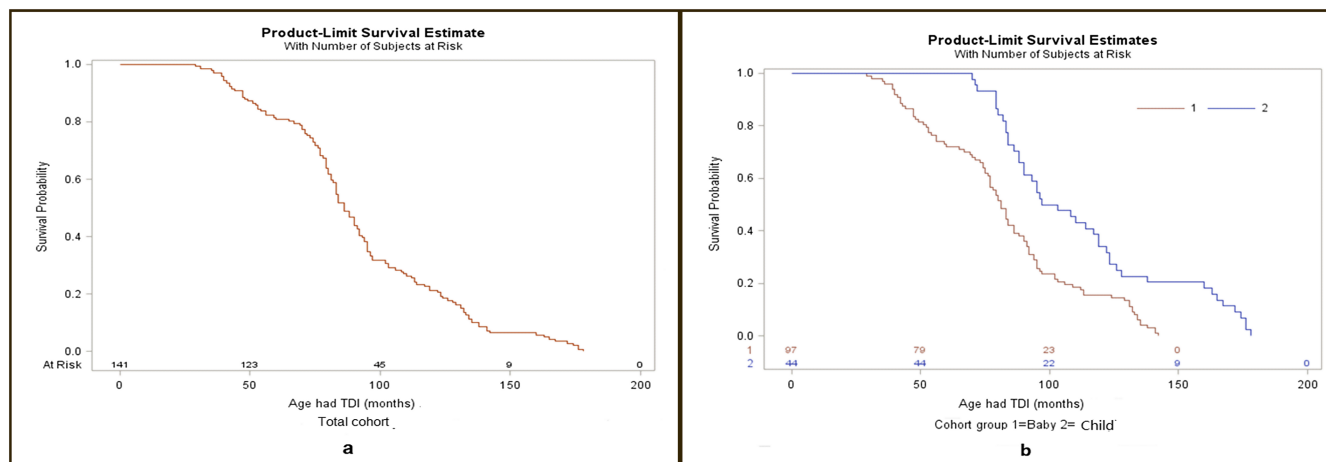 Product-Limit Survival Estimate
With Number of Subjects at Risk
1.0
0.8
0.6
0.4
0.2
0.0
Survival Probability
At Risk 141 123 45 9 0
0 50 100 150 200
Age had TDI (months)
Total cohort
a
Product-Limit Survival Estimates
With Number of Subjects at Risk
1 2
1.0
0.8
0.6
0.4
0.2
0.0
Survival Probability
1 97 79 23 0
2 44 44 22 9 0
0 50 100 150 200
Age had TDI (months)
Cohort group 1=Baby 2= Child
b